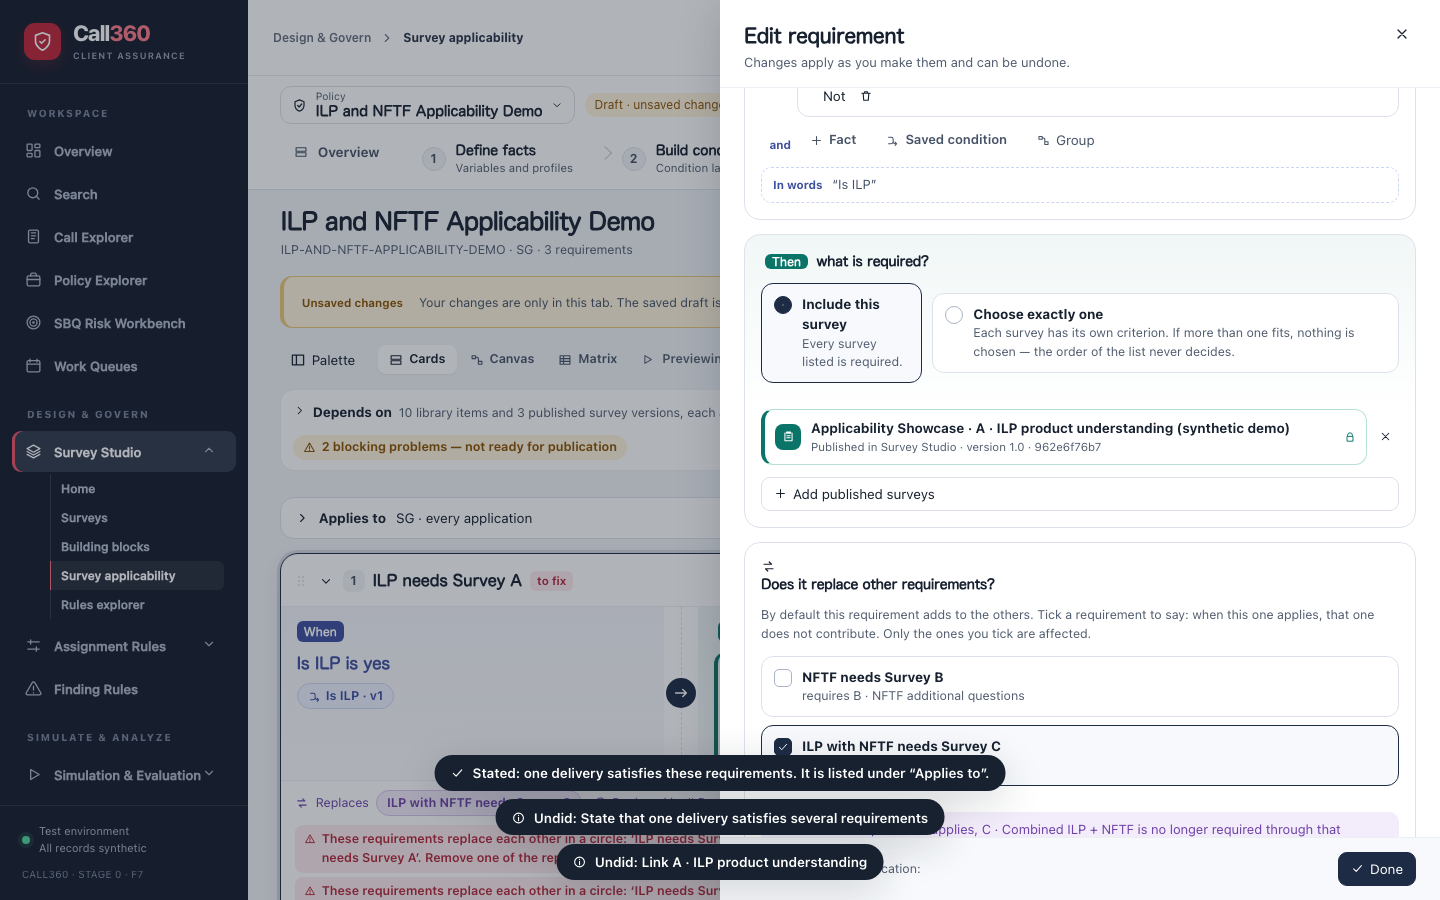 Call360
CLIENT ASSURANCE
WORKSPACE
Overview
Search
Call Explorer
Policy Explorer
SBQ Risk Workbench
Work Queues
DESIGN & GOVERN
Survey Studio
Home
Surveys
Building blocks
Survey applicability
Rules explorer
Assignment Rules
Finding Rules
SIMULATE & ANALYZE
Simulation & Evaluation
Test environment
All records synthetic
CALL360 · STAGE 0 · F7
Design & Govern
Survey applicability
Policy
ILP and NFTF Applicability Demo
Draft · unsaved
Overview
1
Define facts
Variables and profiles
2
Build
Condition
ILP and NFTF Applicability Demo
ILP-AND-NFTF-APPLICABILITY-DEMO · SG · 3 requirements
Unsaved changes
Your changes are only in this tab. The saved draft is
Palette
Cards
Canvas
Matrix
Depends on
10 library items and 3 published survey versions, each
2 blocking problems — not ready for publication
Applies to
SG · every application
1
ILP needs Survey A
to fix
When
Is ILP is yes
Is ILP · v1
Replaces
ILP with NFTF
These requirements replace each other in a circle: ‘ILP needs
needs Survey A’. Remove one of the
These requirements replace each other in a circle: ‘ILP needs
Edit requirement
Changes apply as you make them and can be undone.
Not
and
Fact
Saved condition
Group
In words
“Is ILP”
Then
what is required?
Include this
survey
Every survey
listed is required.
Choose exactly one
Each survey has its own criterion. If more than one fits, nothing is
chosen — the order of the list never decides.
Applicability Showcase · A · ILP product understanding (synthetic demo)
Published in Survey Studio · version 1.0 · 962e6f76b7
Add published surveys
Does it replace other requirements?
By default this requirement adds to the others. Tick a requirement to say: when this one applies, that one
does not contribute. Only the ones you tick are affected.
NFTF needs Survey B
requires B · NFTF additional questions
ILP with NFTF needs Survey C
applies, C · Combined ILP + NFTF is no longer required through that
Done
Stated: one delivery satisfies these requirements. It is listed under “Applies to”.
Undid: State that one delivery satisfies several requirements
Undid: Link A · ILP product understanding